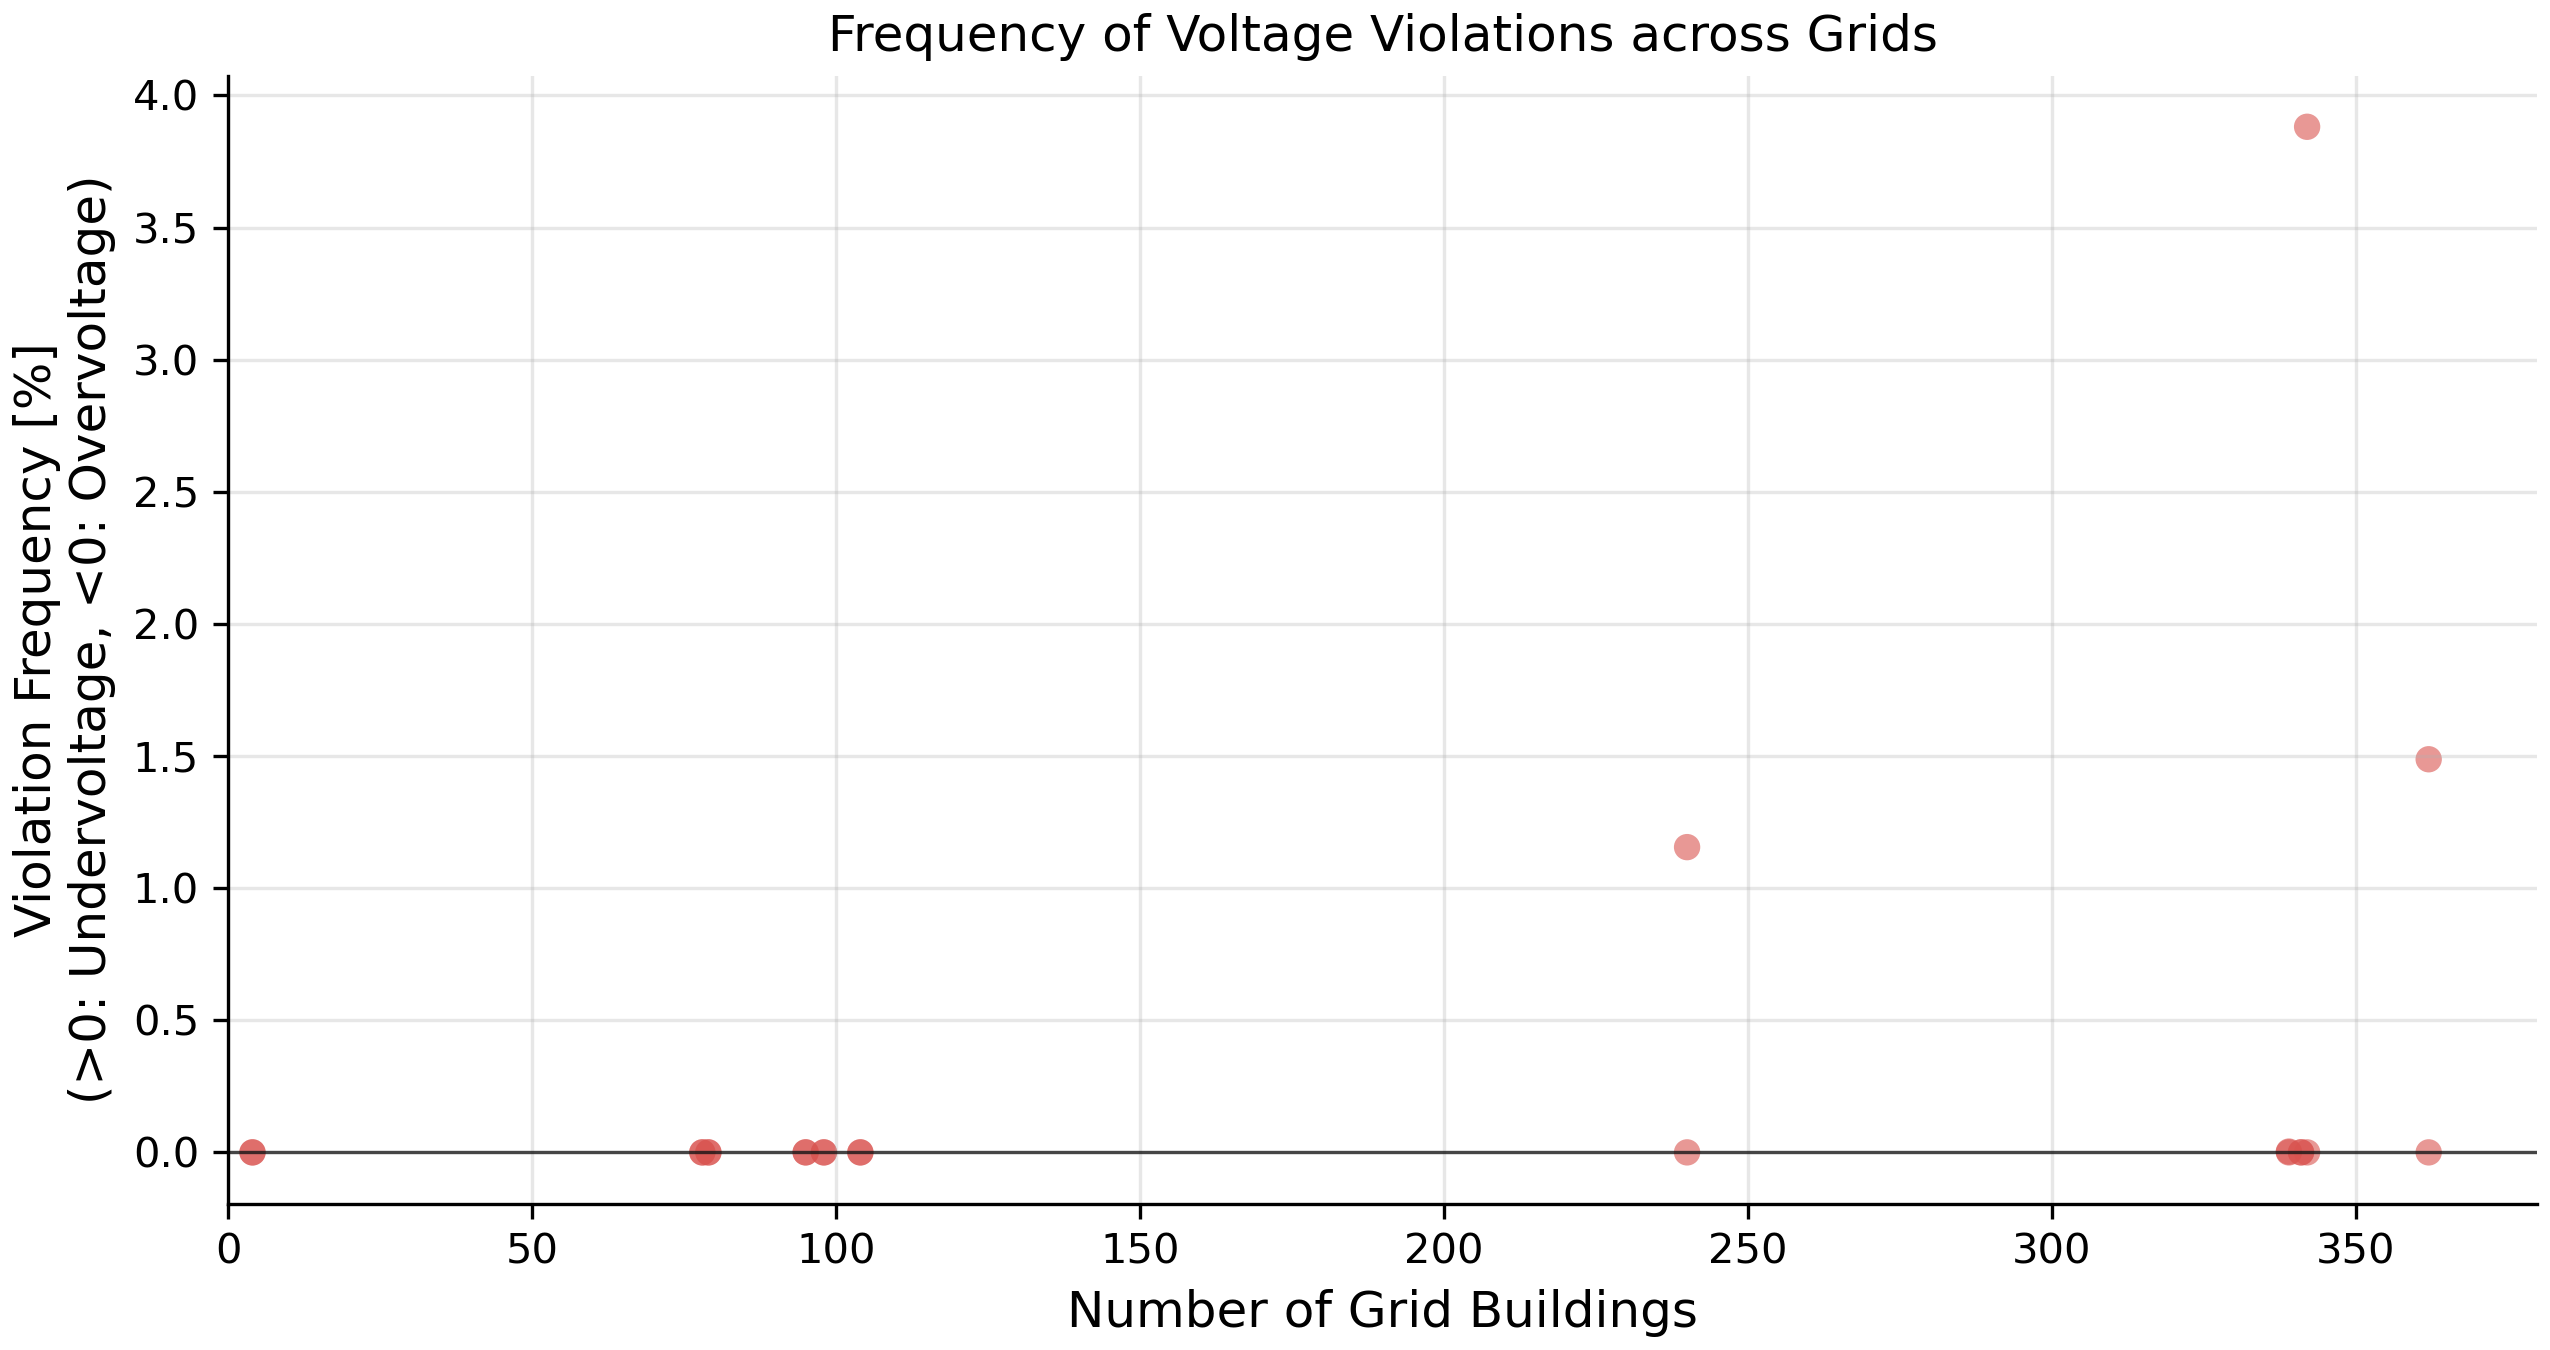 Frequency of Voltage Violations across Grids
Violation Frequency [%]
(>0: Undervoltage, <0: Overvoltage)
4.0
3.5
3.0
2.5
2.0
1.5
1.0
0.5
0.0
0 50 100 150 200 250 300 350
Number of Grid Buildings